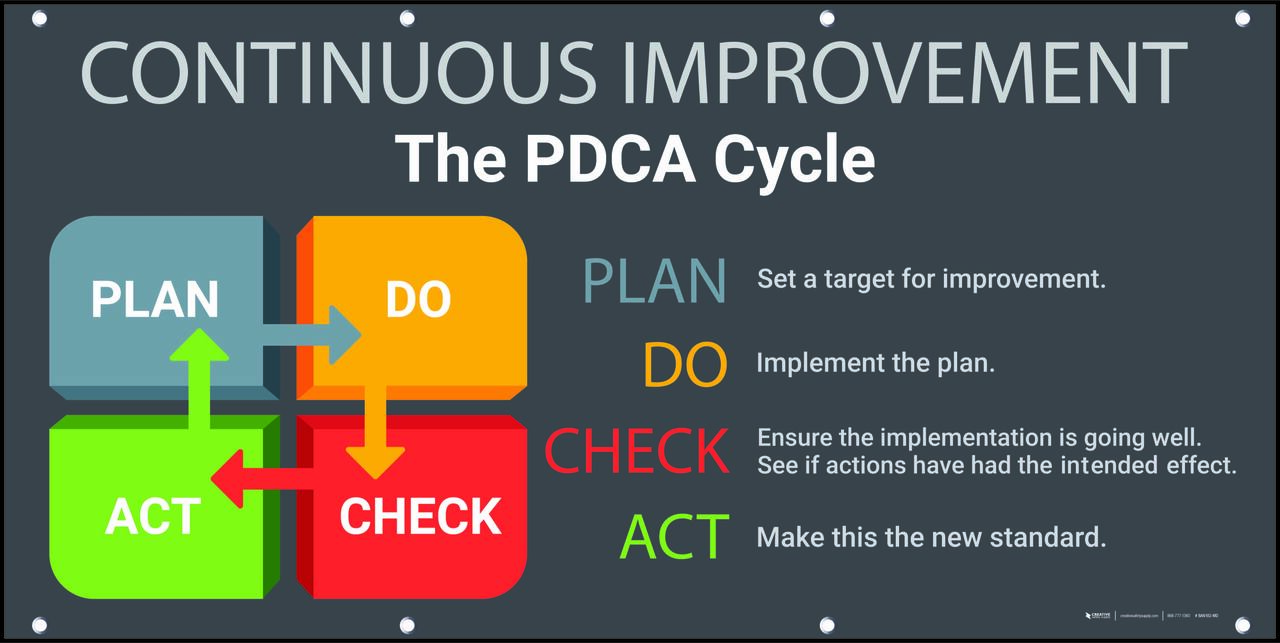 CONTINUOUS IMPROVEMENT
The PDCA Cycle
PLAN
DO
ACT
CHECK
PLAN Set a target for improvement.
DO Implement the plan.
CHECK Ensure the implementation is going well.
See if actions have had the intended effect.
ACT Make this the new standard.
CREATIVE